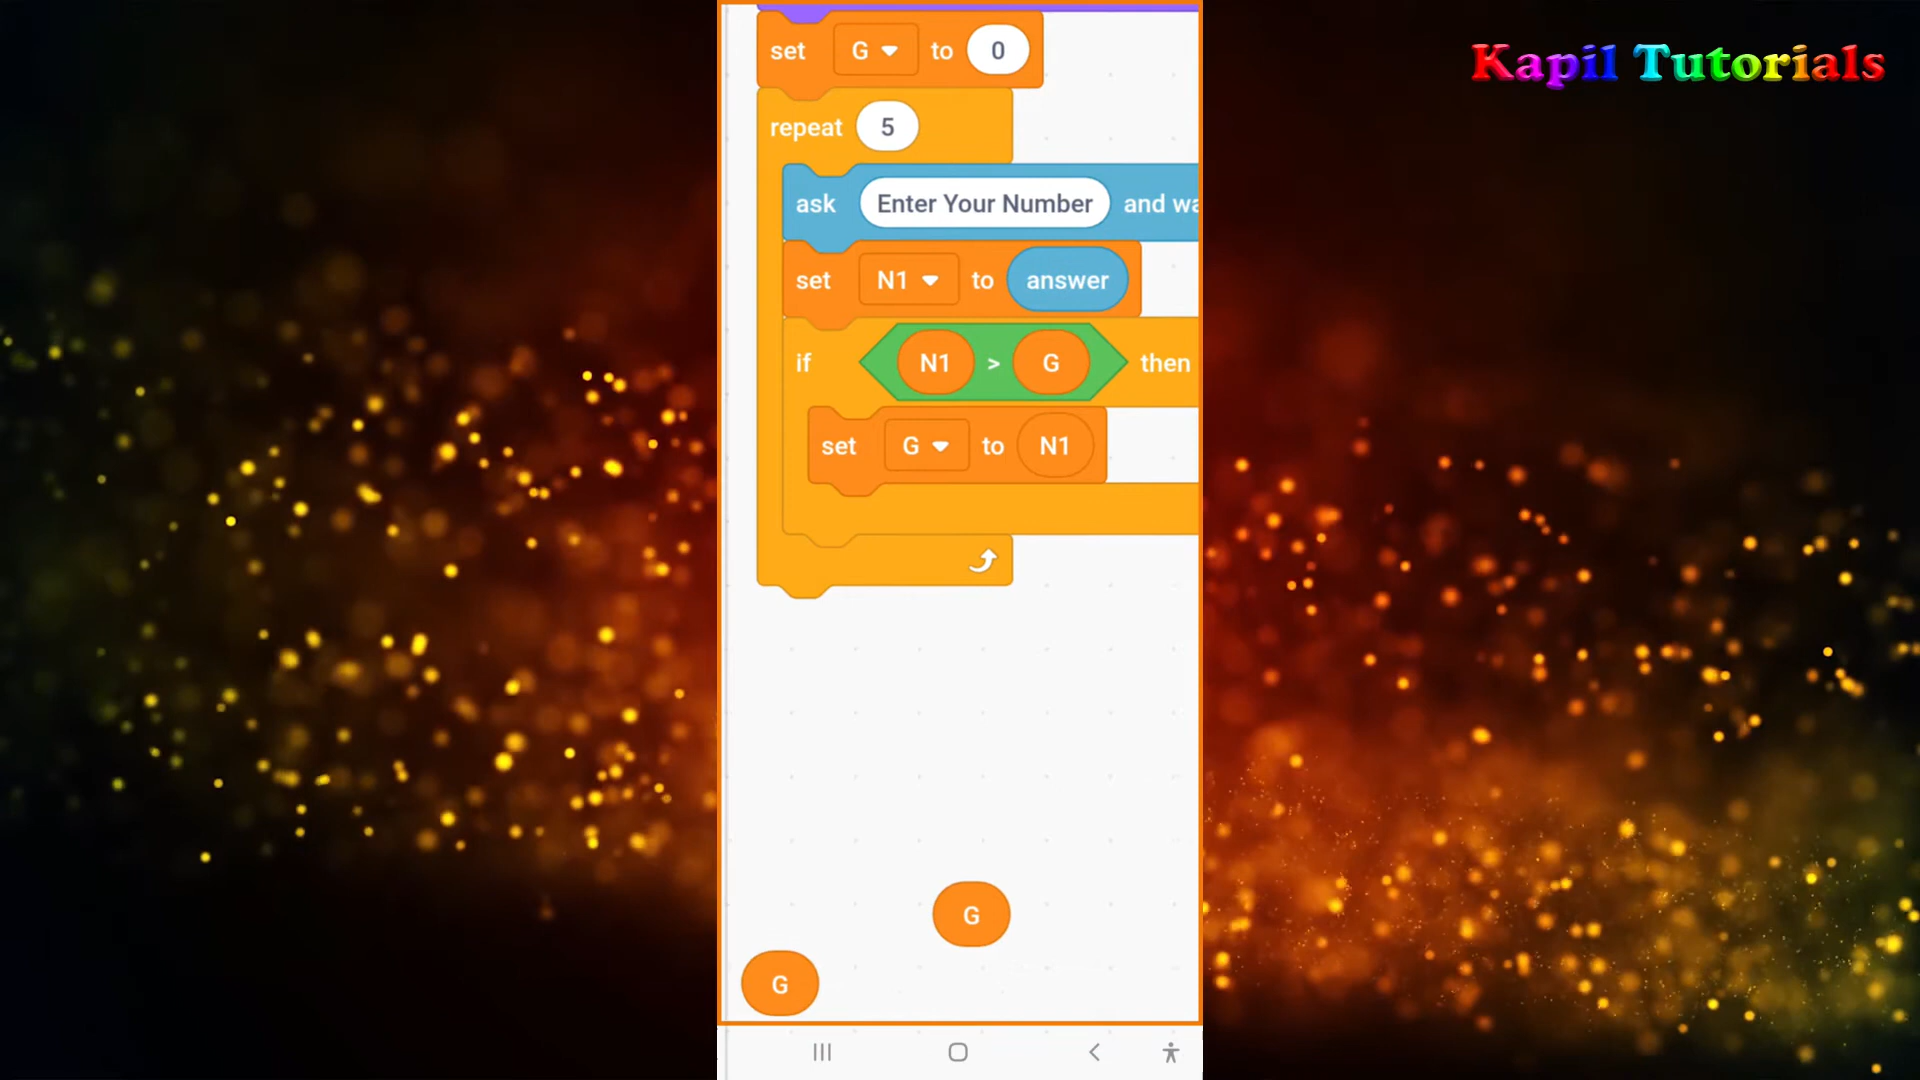 Kapil Tutorials
set G to 0
repeat 5
ask Enter Your Number and wa
set N1 to answer
if N1 > G then
set G to N1
G
G